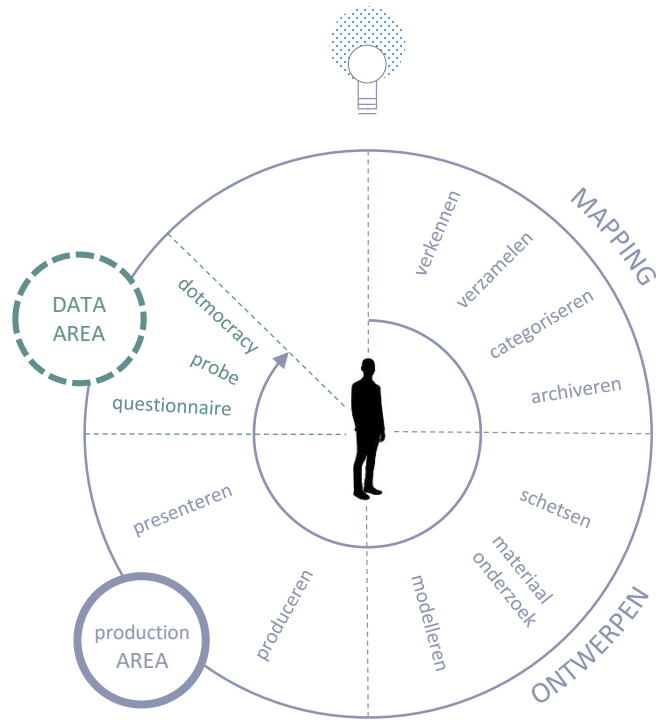 MAPPING
verkennen
verzamelen
categoriseren
archiveren
schetsen
materiaal
onderzoek
modelleren
ONTWERPEN
produceren
presenteren
production
AREA
questionnaire
probe
dotmocracy
DATA
AREA